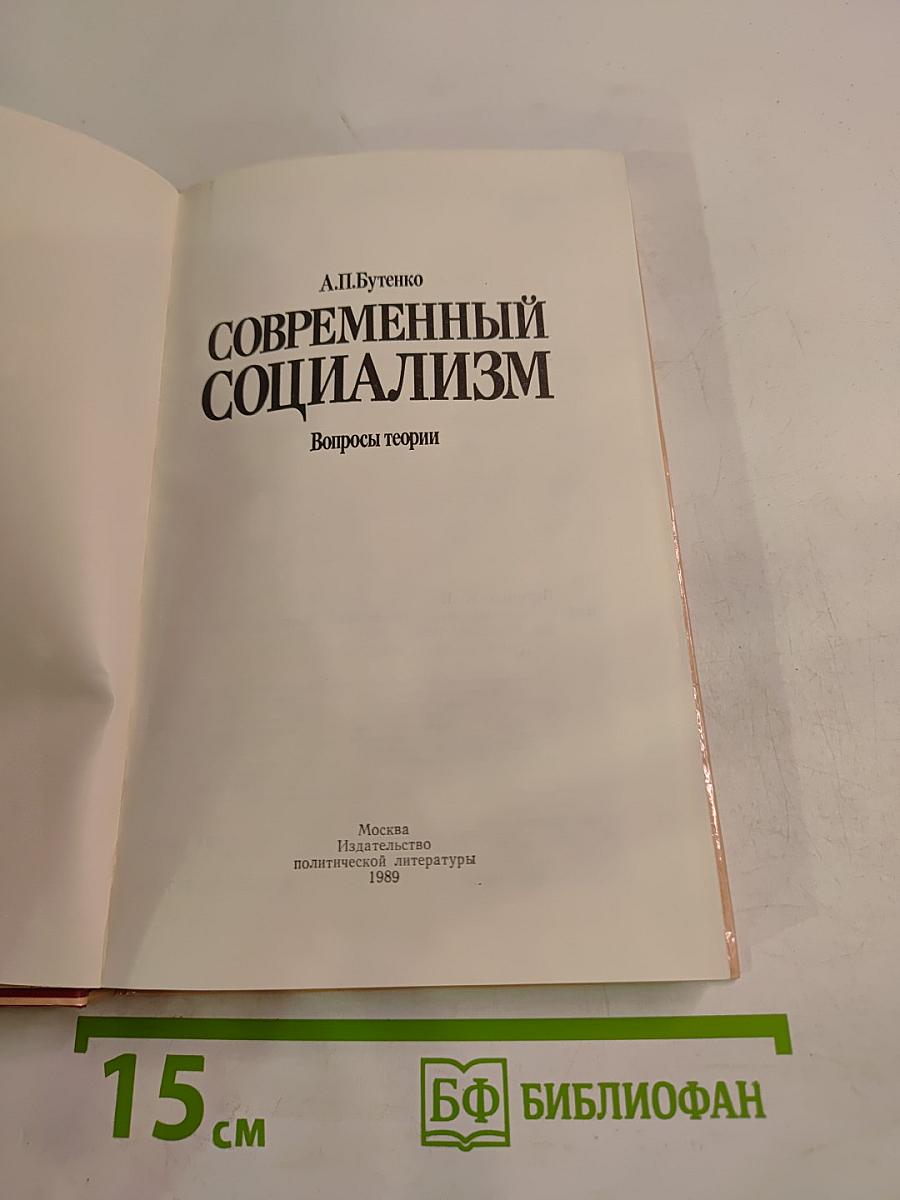 А.П.Бутенко
СОВРЕМЕННЫЙ
СОЦИАЛИЗМ
Вопросы теории
Москва
Издательство
политической литературы
1989
15 см
БФ БИБЛИОФАН